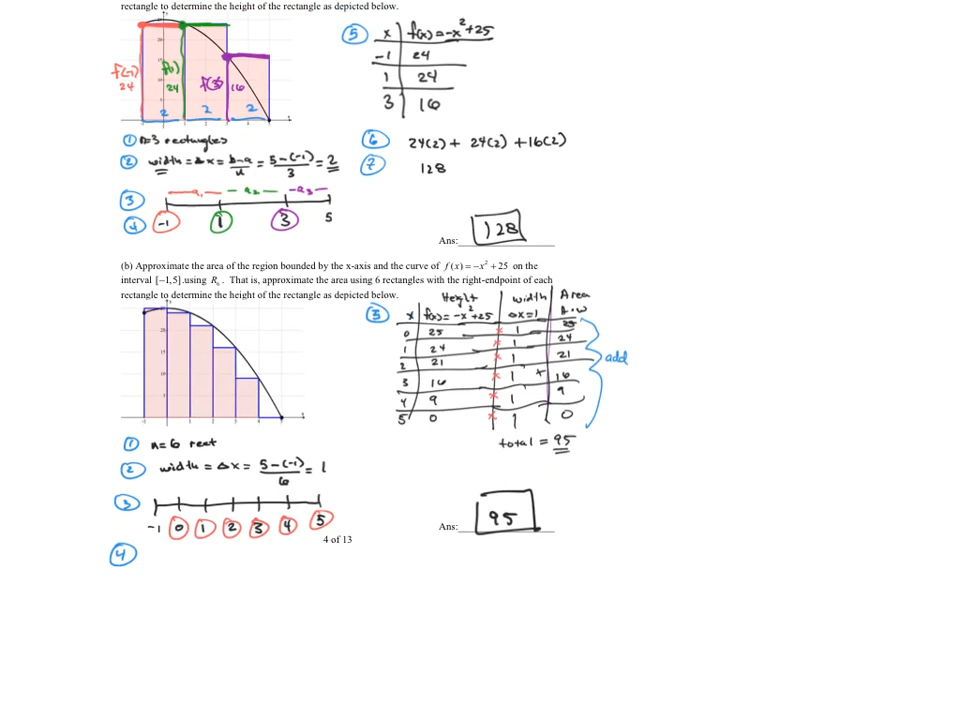 rectangle to determine the height of the rectangle as depicted below.
f(-1) 24
f(1) 24
f(3) 16
2 2 2
① n=3 rectangles
② width = Δx = b-a/n = 5-(-1)/3 = 2
③ a₁ a₂ a₃
④ -1 1 3 5
⑤ x f(x) = -x²+25
-1 24
1 24
3 16
⑥ 24(2) + 24(2) + 16(2)
⑦ 128
Ans: 128
(b) Approximate the area of the region bounded by the x-axis and the curve of f(x) = −x² + 25 on the
interval [−1,5] using R₆. That is, approximate the area using 6 rectangles with the right-endpoint of each
rectangle to determine the height of the rectangle as depicted below.
① n=6 rect
② width = Δx = 5-(-1)/6 = 1
③ -1 0 1 2 3 4 5
④
⑤ Height width Area
x f(x) = -x²+25 Δx=1
0 25 × 1 25
1 24 × 1 24
2 21 × 1 21
3 16 × 1 16
4 9 × 1 9
5 0 × 1 0
add
total = 95
Ans: 95
4 of 13